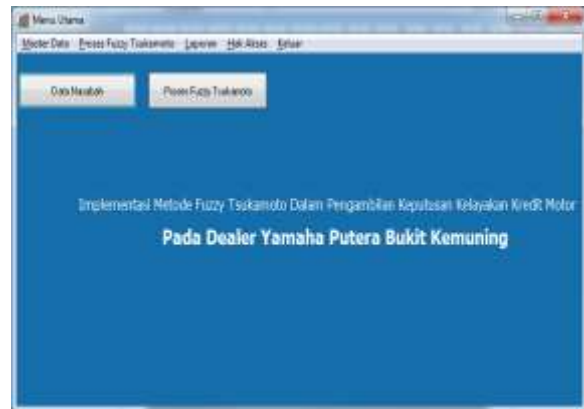 Menu Utama
Master Data Proses Fuzzy Tsukamoto Laporan Hak Akses Keluar
Data Nasabah Proses Fuzzy Tsukamoto
Implementasi Metode Fuzzy Tsukamoto Dalam Pengambilan Keputusan Kelayakan Kredit Motor
Pada Dealer Yamaha Putera Bukit Kemuning